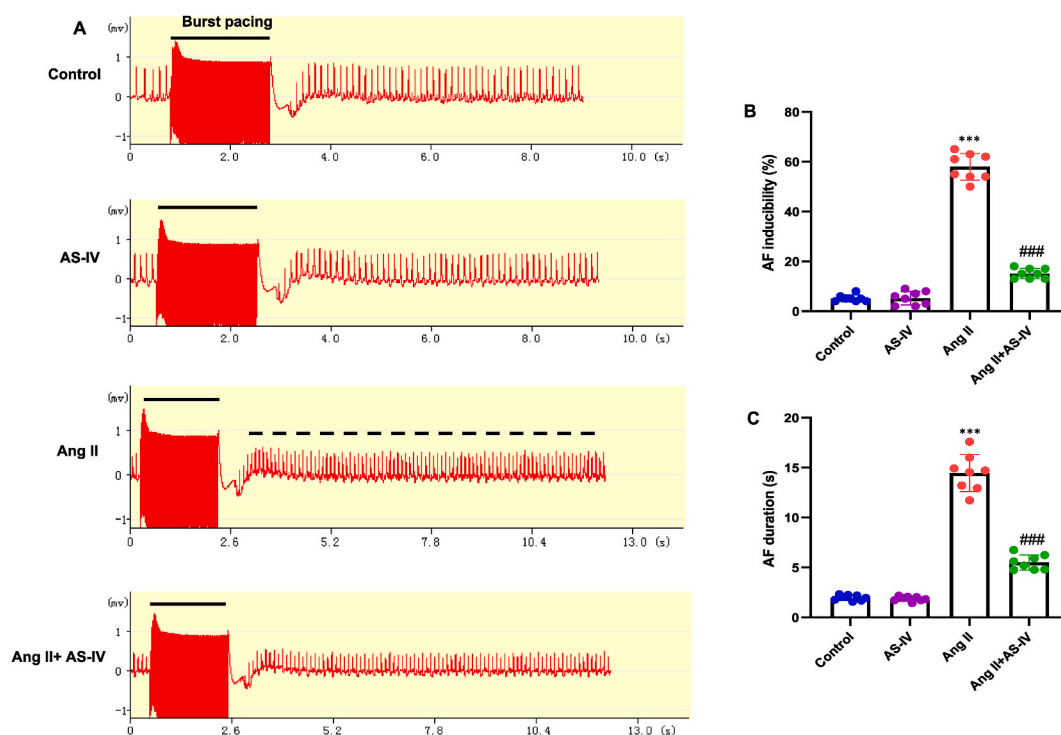 A
Burst pacing
Control
(mv)
1
0
-1
0
2.0
4.0
6.0
8.0
10.0 (s)
AS-IV
(mv)
1
0
-1
0
2.0
4.0
6.0
8.0
10.0 (s)
Ang II
(mv)
1
0
-1
0
2.6
5.2
7.8
10.4
13.0 (s)
Ang II+ AS-IV
(mv)
1
0
-1
0
2.6
5.2
7.8
10.4
13.0 (s)
B
AF inducibility (%)
80
60
40
20
0
***
###
Control
AS-IV
Ang II
Ang II+AS-IV
C
AF duration (s)
20
15
10
5
0
***
###
Control
AS-IV
Ang II
Ang II+AS-IV